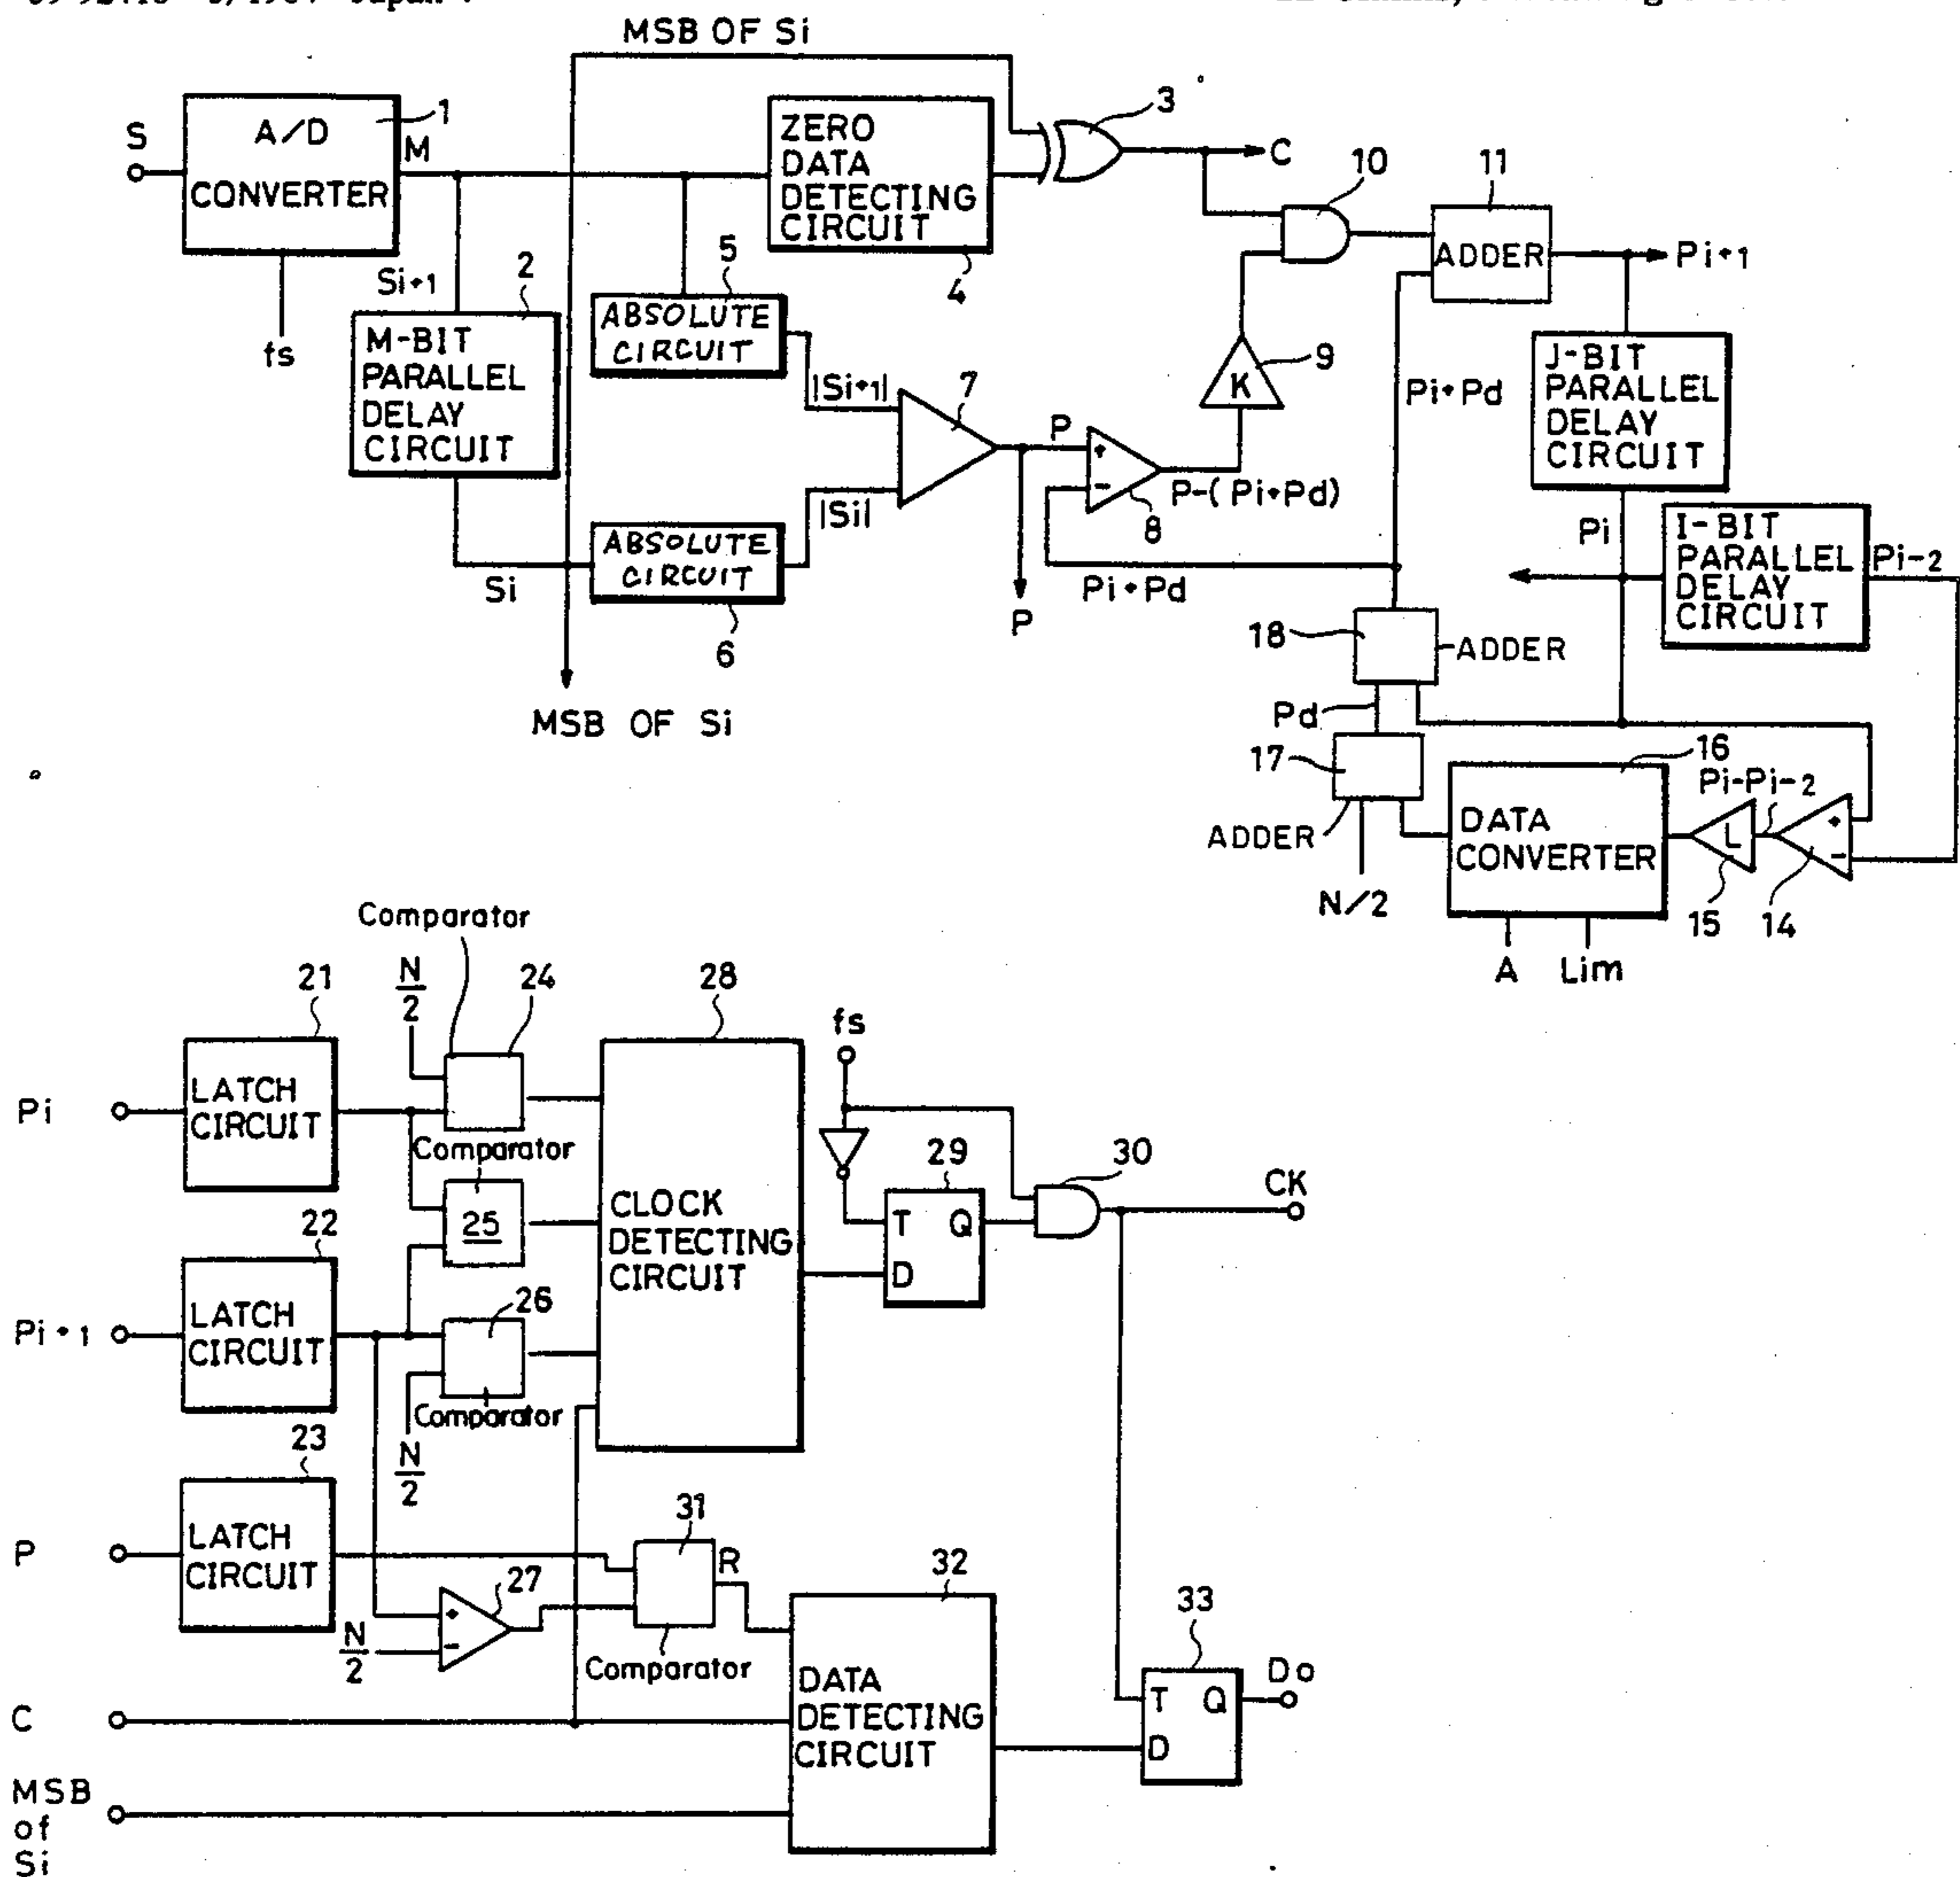 MSB OF Si
1
A/D
CONVERTER
S
M
fs
Si+1
2
M-BIT
PARALLEL
DELAY
CIRCUIT
Si
ZERO
DATA
DETECTING
CIRCUIT
4
3
C
5
ABSOLUTE
CIRCUIT
|Si+1|
7
ABSOLUTE
CIRCUIT
6
|Si|
P
P
8
P-(Pi+Pd)
9
K
10
11
ADDER
Pi+1
Pi+Pd
Pi+Pd
J-BIT
PARALLEL
DELAY
CIRCUIT
Pi
I-BIT
PARALLEL
DELAY
CIRCUIT
Pi-2
MSB OF Si
18
ADDER
Pd
17
ADDER
N/2
16
DATA
CONVERTER
A
Lim
Pi-Pi-2
L
15
14
+
-
+
-
Comparator
N
2
24
21
LATCH
CIRCUIT
Pi
Comparator
25
22
LATCH
CIRCUIT
Pi+1
26
Comparator
N
2
28
CLOCK
DETECTING
CIRCUIT
fs
29
T
Q
D
30
CK
23
LATCH
CIRCUIT
P
27
+
-
N
2
31
R
Comparator
32
DATA
DETECTING
CIRCUIT
33
T
Q
D
Do
C
MSB
of
Si